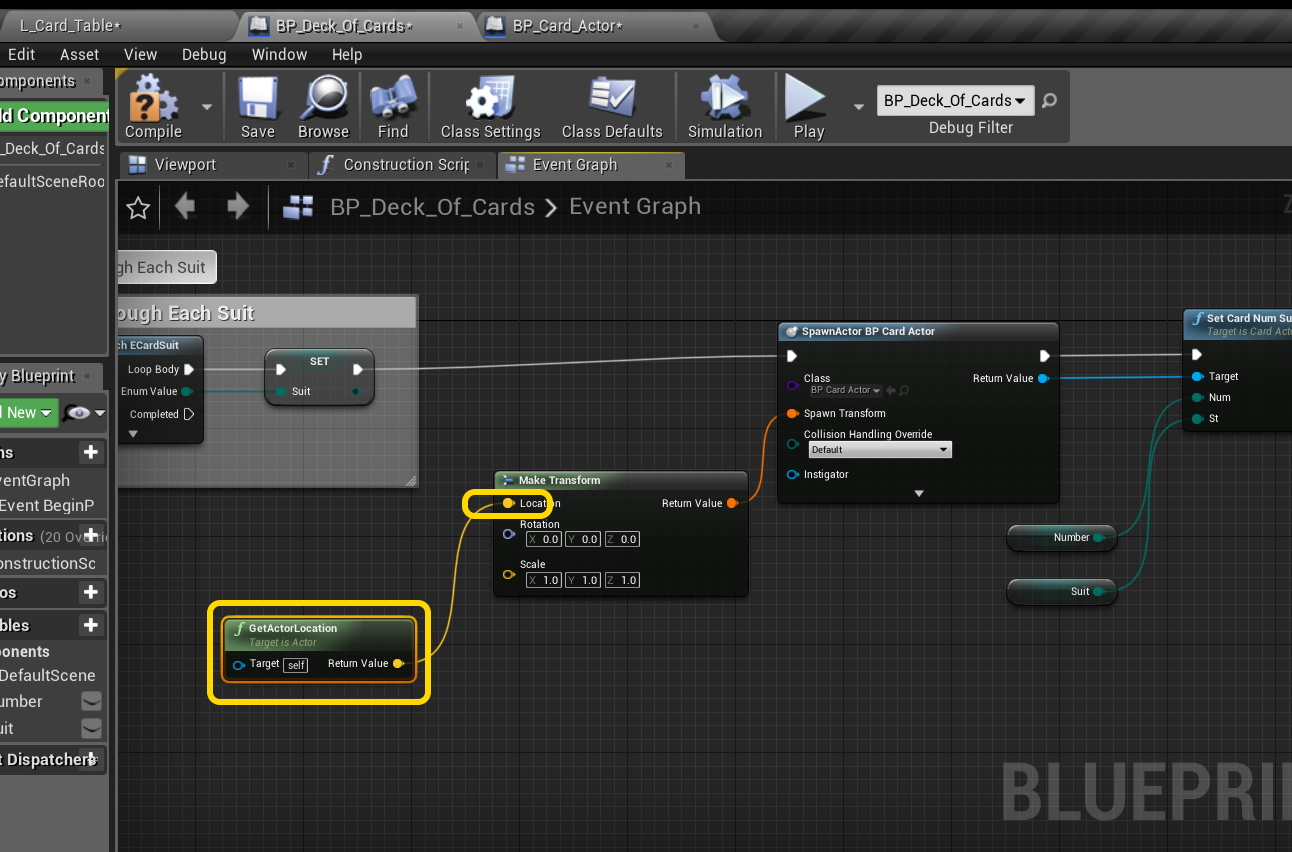 L_Card_Table*
BP_Deck_Of_Cards*
BP_Card_Actor*
Edit Asset View Debug Window Help
omponents
d Component
_Deck_Of_Cards
efaultSceneRoo
Compile
Save
Browse
Find
Class Settings
Class Defaults
Simulation
Play
BP_Deck_Of_Cards
Debug Filter
Viewport
Construction Scrip
Event Graph
BP_Deck_Of_Cards > Event Graph
Z
gh Each Suit
ough Each Suit
ch ECardSuit
Loop Body
Enum Value
Completed
SET
Suit
y Blueprint
New
hs
ventGraph
Event BeginP
tions (20 Overri
onstructionSc
os
bles
ponents
DefaultScene
umber
uit
t Dispatchers
SpawnActor BP Card Actor
Class
BP Card Actor
Return Value
Spawn Transform
Collision Handling Override
Default
Instigator
Set Card Num Su
Target is Card Acto
Target
Num
St
Make Transform
Location
Return Value
Rotation
X 0.0 Y 0.0 Z 0.0
Scale
X 1.0 Y 1.0 Z 1.0
Number
Suit
GetActorLocation
Target is Actor
Target self Return Value
BLUEPRI